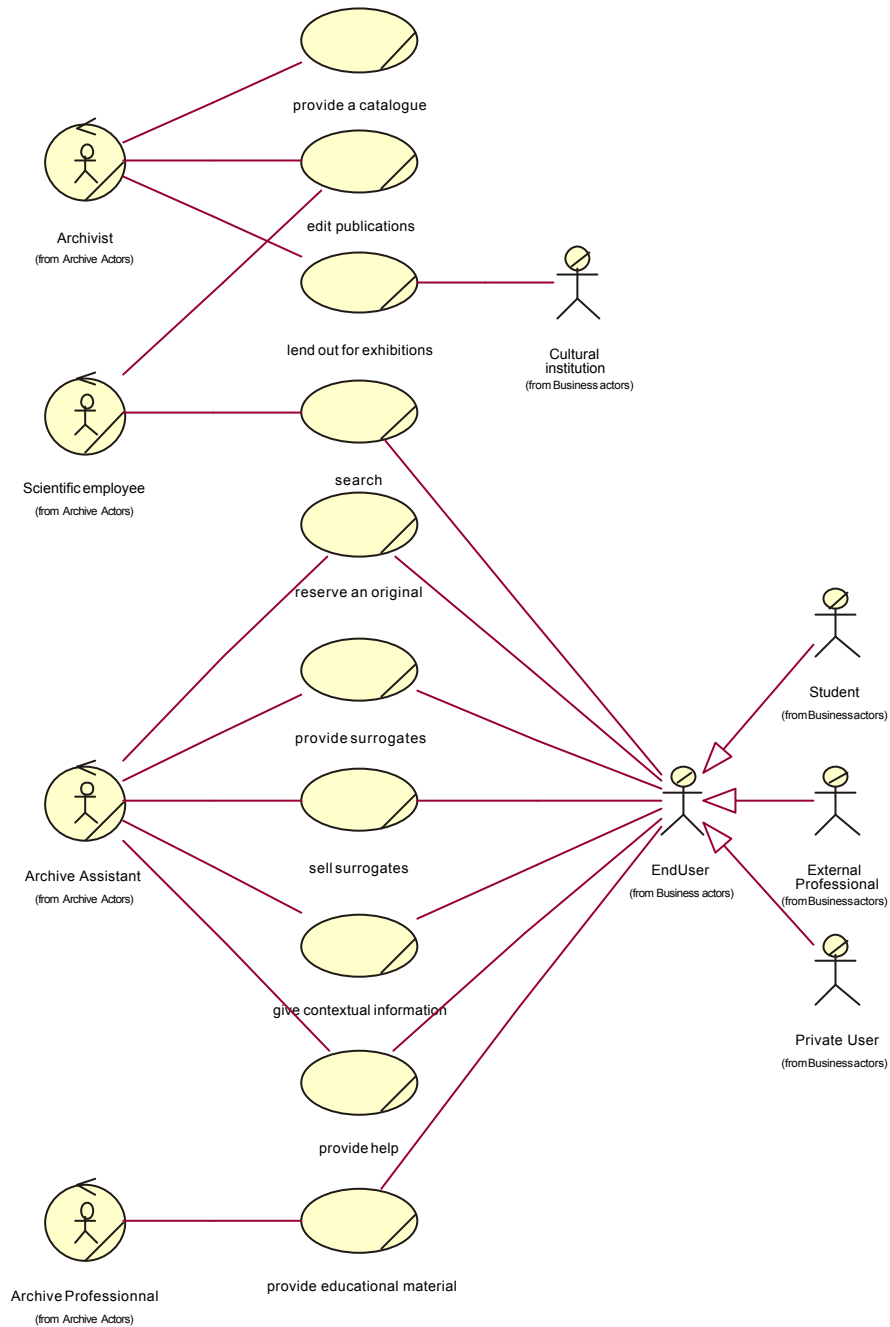 provide a catalogue
Archivist
(from Archive Actors)
edit publications
lend out for exhibitions
Cultural
institution
(from Business actors)
Scientific employee
(from Archive Actors)
search
reserve an original
Student
(from Business actors)
provide surrogates
Archive Assistant
(from Archive Actors)
sell surrogates
EndUser
(from Business actors)
External
Professional
(from Business actors)
give contextual information
Private User
(from Business actors)
provide help
Archive Professionnal
(from Archive Actors)
provide educational material